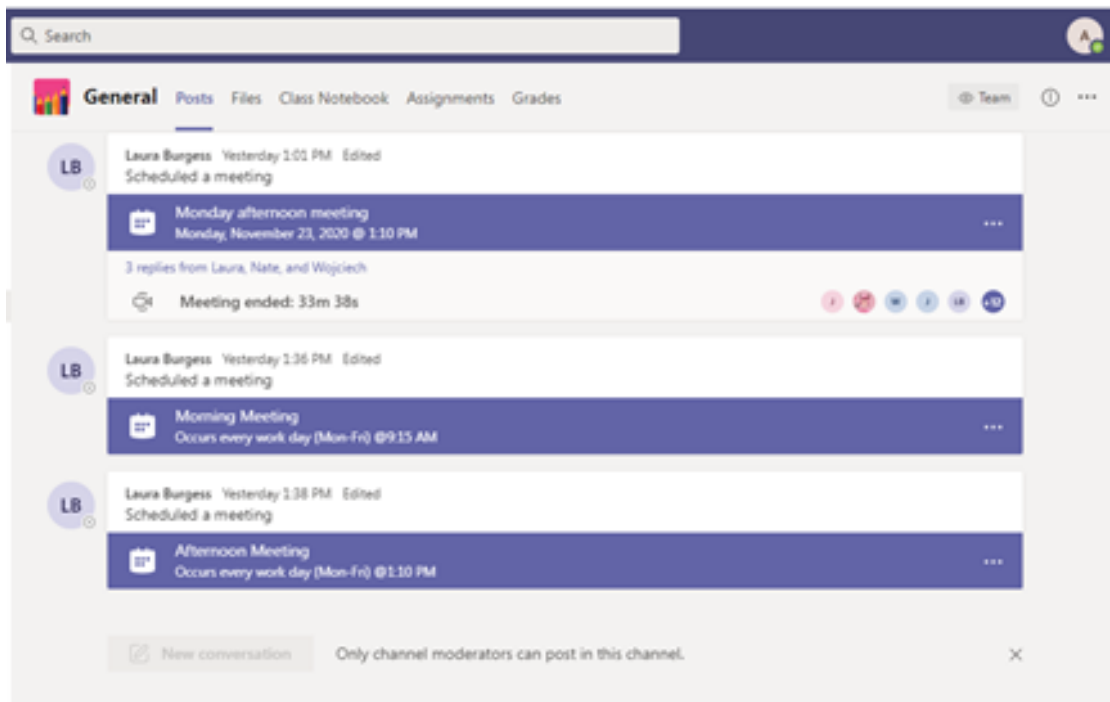 Search
A
General Posts Files Class Notebook Assignments Grades Team
LB
Laura Burgess Yesterday 1:01 PM Edited
Scheduled a meeting
Monday afternoon meeting
Monday, November 23, 2020 @ 1:10 PM
3 replies from Laura, Nate, and Wojciech
Meeting ended: 33m 38s
J W J LB
LB
Laura Burgess Yesterday 1:36 PM Edited
Scheduled a meeting
Morning Meeting
Occurs every work day (Mon-Fri) @9:15 AM
LB
Laura Burgess Yesterday 1:38 PM Edited
Scheduled a meeting
Afternoon Meeting
Occurs every work day (Mon-Fri) @1:10 PM
New conversation Only channel moderators can post in this channel.